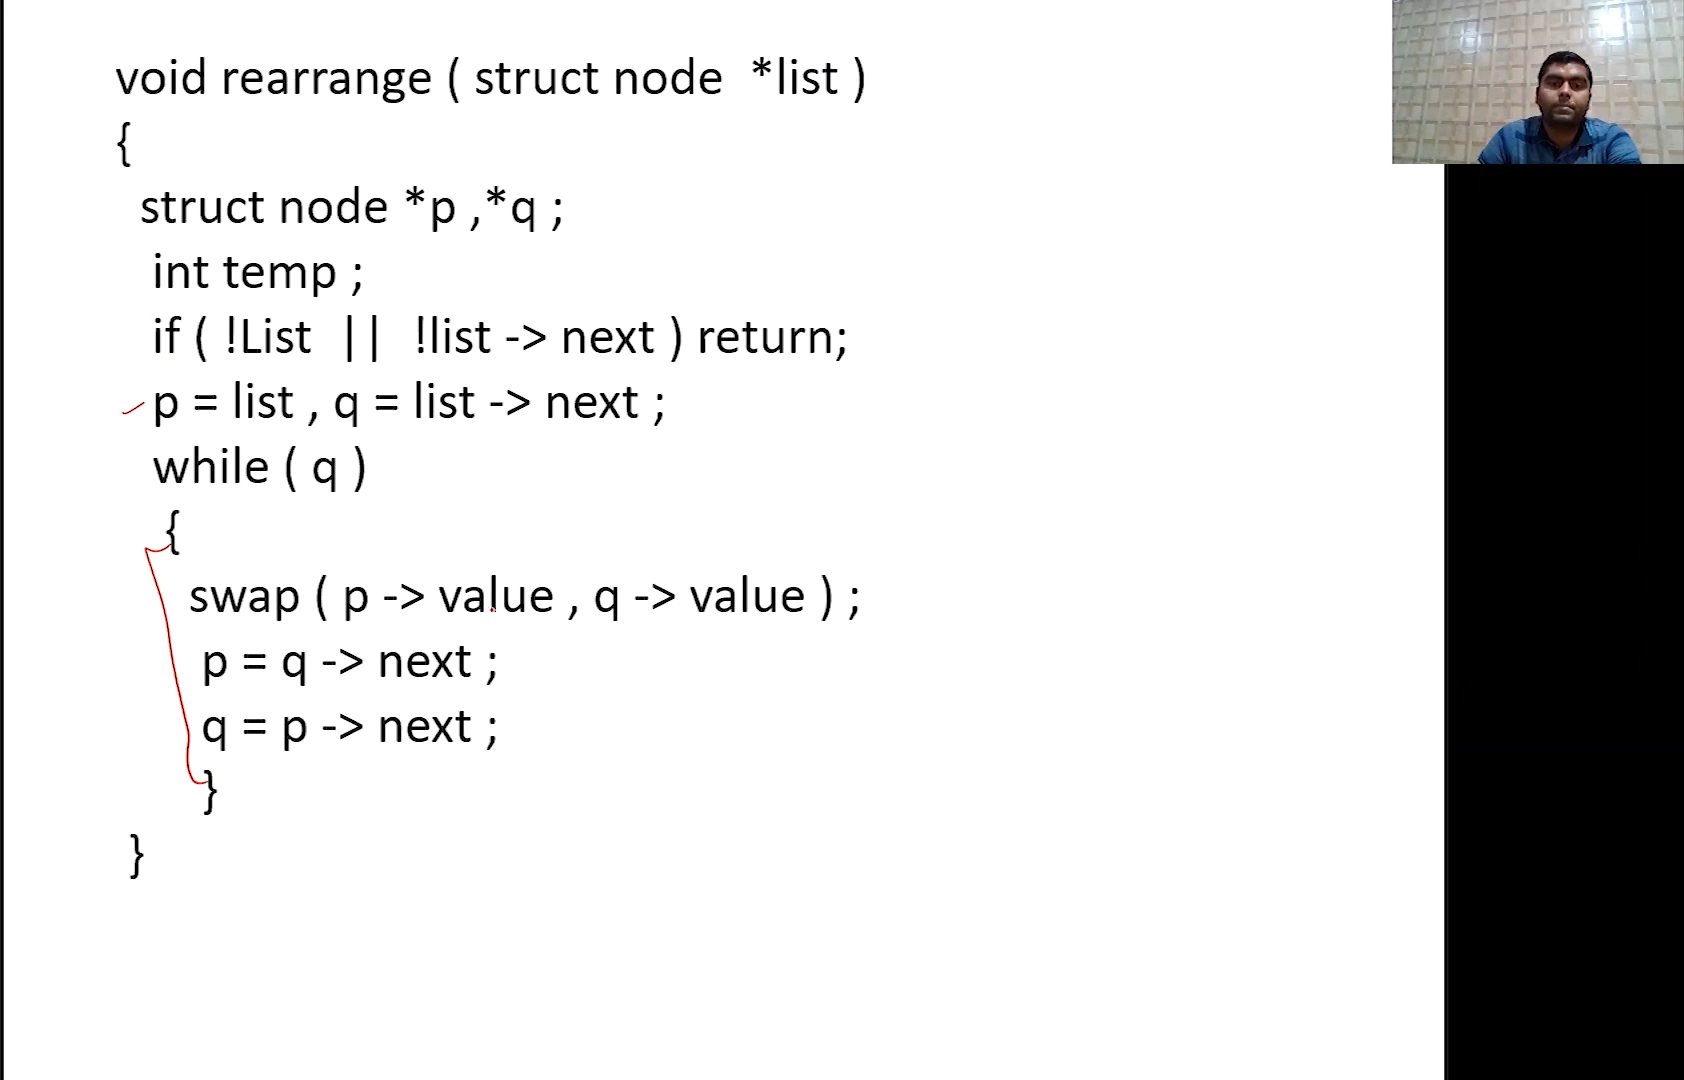 void rearrange ( struct node *list )
{
struct node *p ,*q ;
int temp ;
if ( !List || !list -> next ) return;
p = list , q = list -> next ;
while ( q )
{
swap ( p -> value , q -> value ) ;
p = q -> next ;
q = p -> next ;
}
}